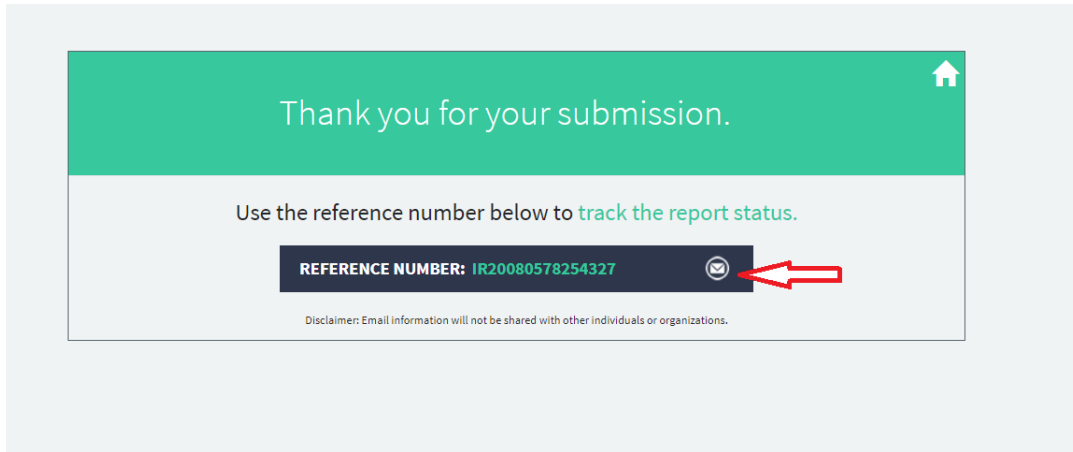 Thank you for your submission.
Use the reference number below to track the report status.
REFERENCE NUMBER: IR20080578254327
Disclaimer: Email information will not be shared with other individuals or organizations.